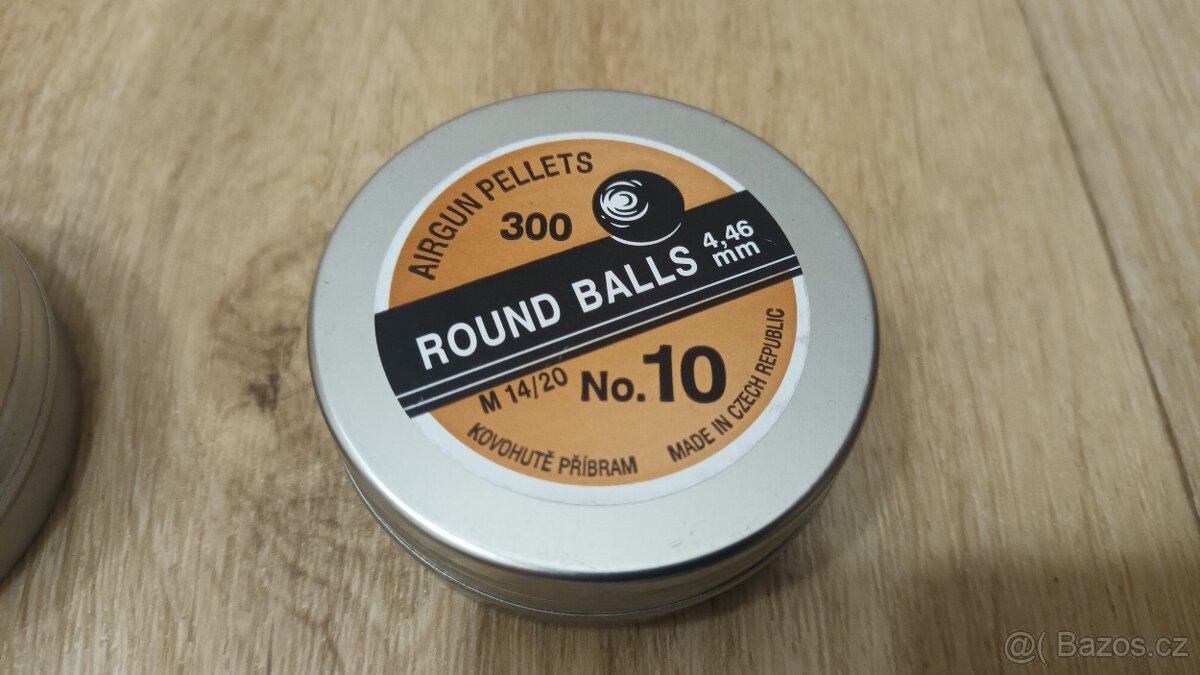 AIRGUN PELLETS
300
ROUND BALLS 4,46 mm
M 14/20 No.10
KOVOHUTĚ PŘÍBRAM MADE IN CZECH REPUBLIC
@( Bazos.cz